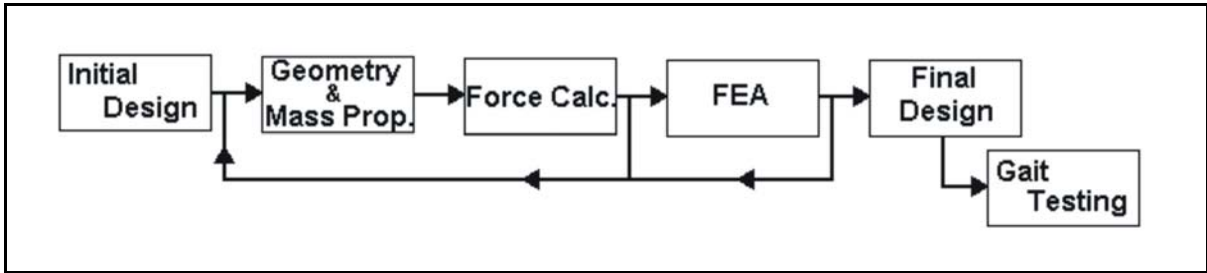 Initial
Design
Geometry
&
Mass Prop.
Force Calc.
FEA
Final
Design
Gait
Testing